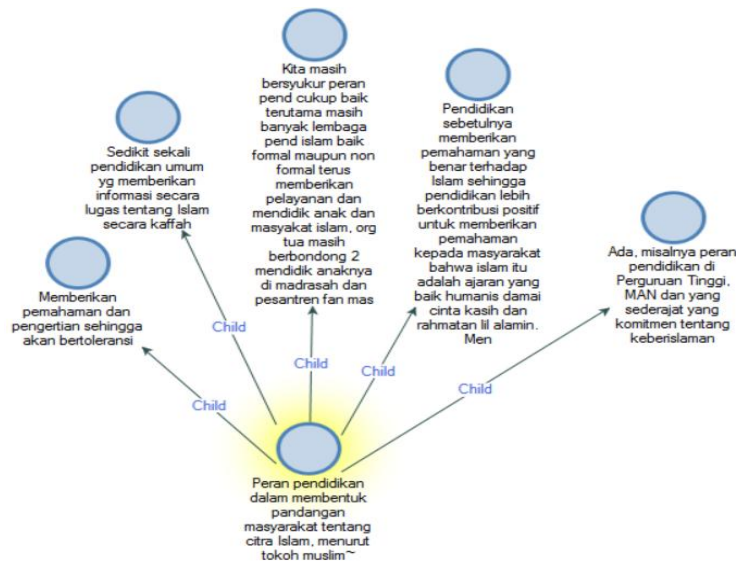 Kita masih
bersyukur peran
pend cukup baik
terutama masih
banyak lembaga
pend islam baik
formal maupun non
formal terus
memberikan
pelayanan dan
mendidik anak dan
masyakat islam, org
tua masih
berbondong 2
mendidik anaknya
di madrasah dan
pesantren fan mas
Pendidikan
sebetulnya
memberikan
pemahaman yang
benar terhadap
Islam sehingga
pendidikan lebih
berkontribusi positif
untuk memberikan
pemahaman
kepada masyarakat
bahwa islam itu
adalah ajaran yang
baik humanis damai
cinta kasih dan
rahmatan lil alamin.
Men
Sedikit sekali
pendidikan umum
yg memberikan
informasi secara
lugas tentang Islam
secara kaffah
Ada, misalnya peran
pendidikan di
Perguruan Tinggi,
MAN dan yang
sederajat yang
komitmen tentang
keberislaman
Memberikan
pemahaman dan
pengertian sehingga
akan bertoleransi
Child
Child
Child
Child
Child
Peran pendidikan
dalam membentuk
pandangan
masyarakat tentang
citra Islam, menurut
tokoh muslim~